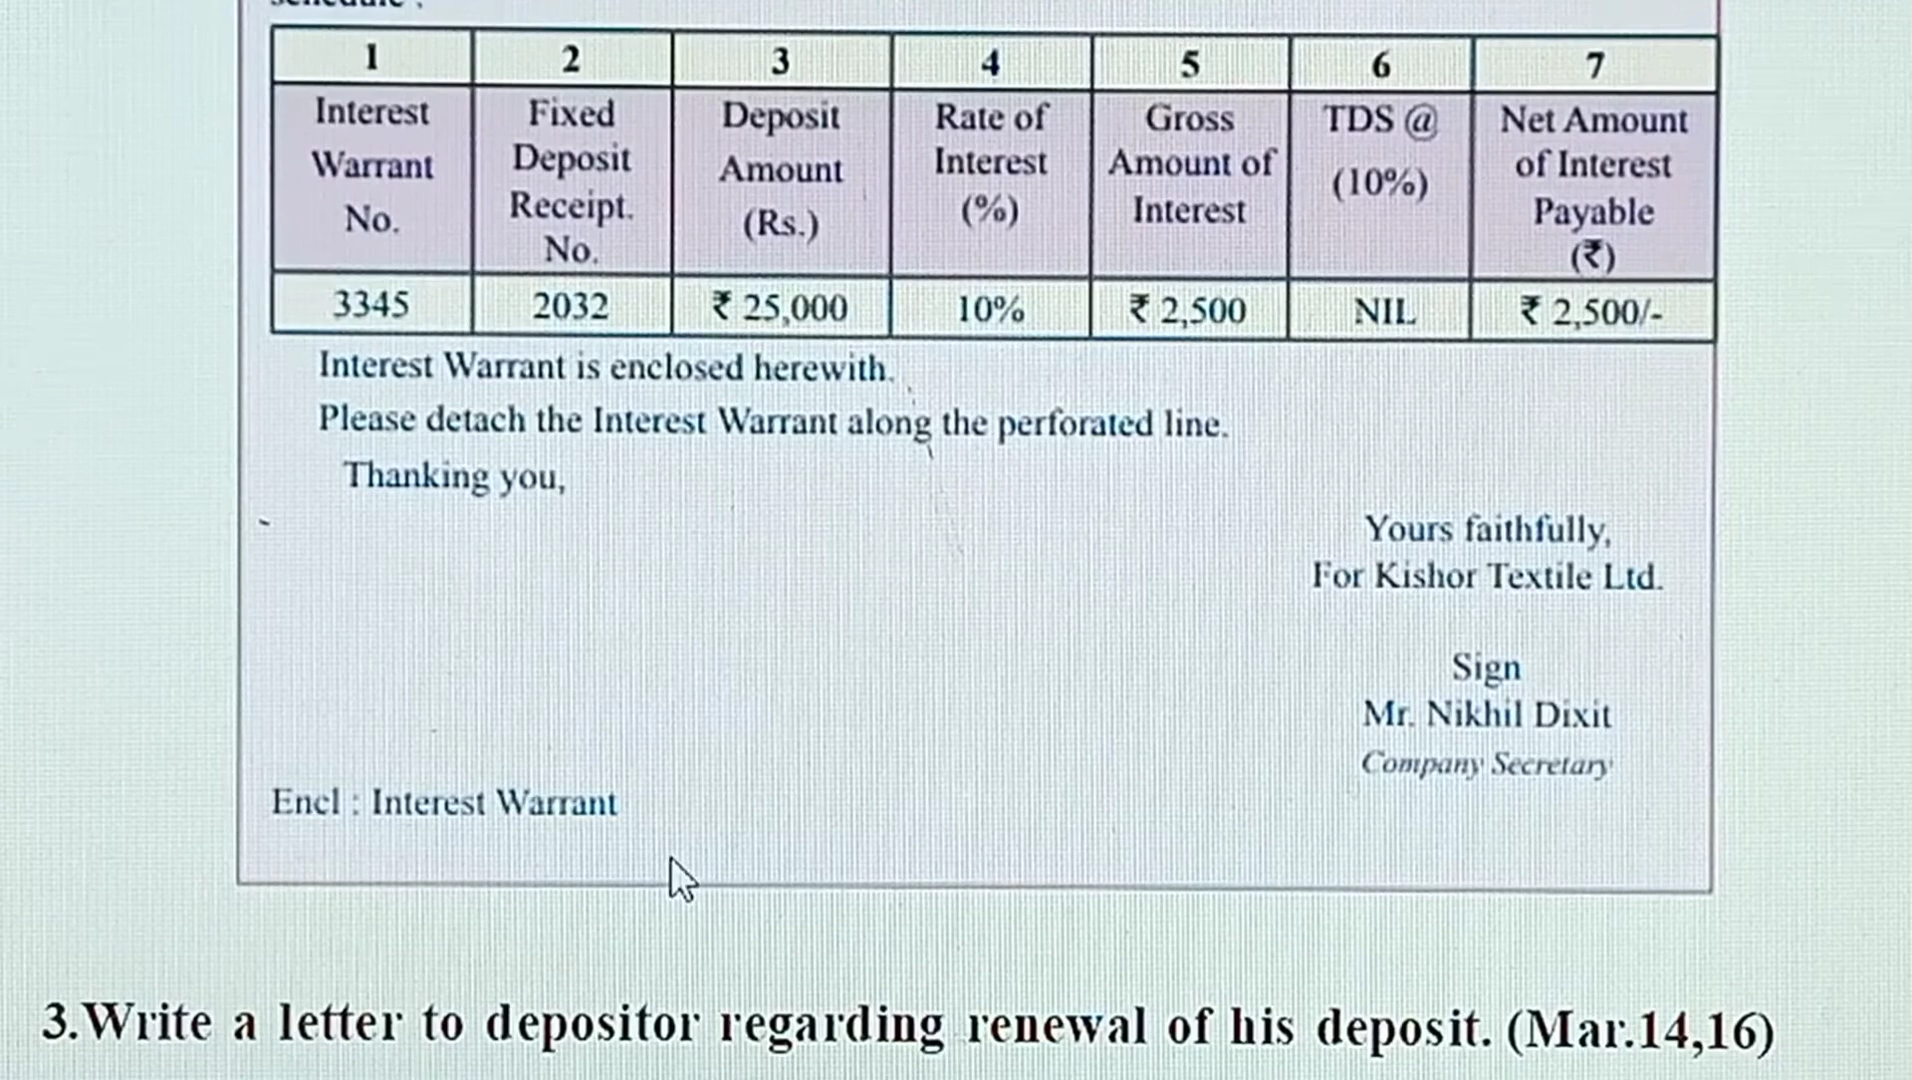 1 2 3 4 5 6 7
Interest Warrant No. Fixed Deposit Receipt. No. Deposit Amount (Rs.) Rate of Interest (%) Gross Amount of Interest TDS @ (10%) Net Amount of Interest Payable (₹)
3345 2032 ₹ 25,000 10% ₹ 2,500 NIL ₹ 2,500/-
Interest Warrant is enclosed herewith.
Please detach the Interest Warrant along the perforated line.
Thanking you,
Yours faithfully,
For Kishor Textile Ltd.
Sign
Mr. Nikhil Dixit
Company Secretary
Encl : Interest Warrant
3.Write a letter to depositor regarding renewal of his deposit. (Mar.14,16)